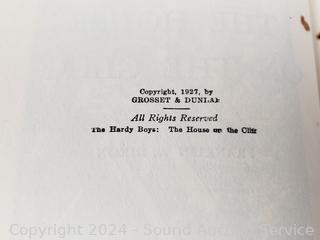 Copyright, 1927, by
GROSSET & DUNLAP
All Rights Reserved
The Hardy Boys: The House on the Cliff
Copyright 2024 - Sound Auction Service